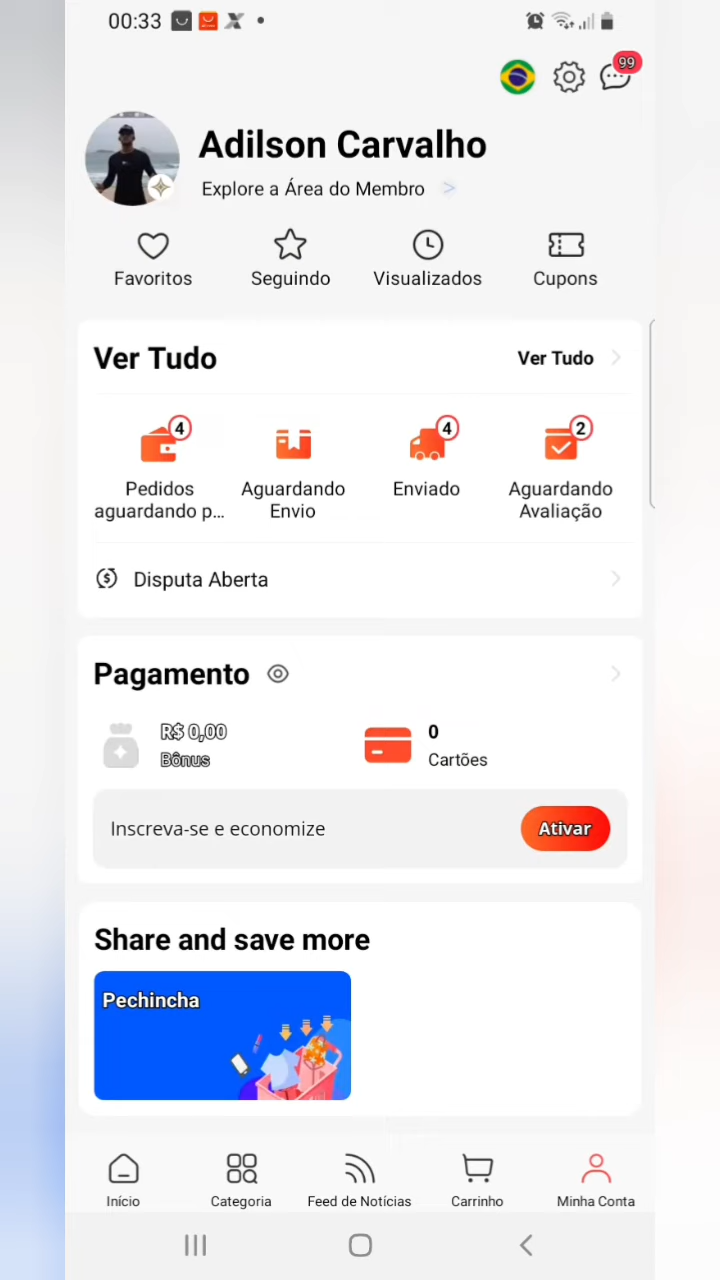 00:33
99
Adilson Carvalho
Explore a Área do Membro >
Favoritos Seguindo Visualizados Cupons
Ver Tudo Ver Tudo
4 4 2
Pedidos Aguardando Enviado Aguardando
aguardando p... Envio Avaliação
Disputa Aberta
Pagamento
R$ 0,00 0
Bônus Cartões
Inscreva-se e economize Ativar
Share and save more
Pechincha
Início Categoria Feed de Notícias Carrinho Minha Conta